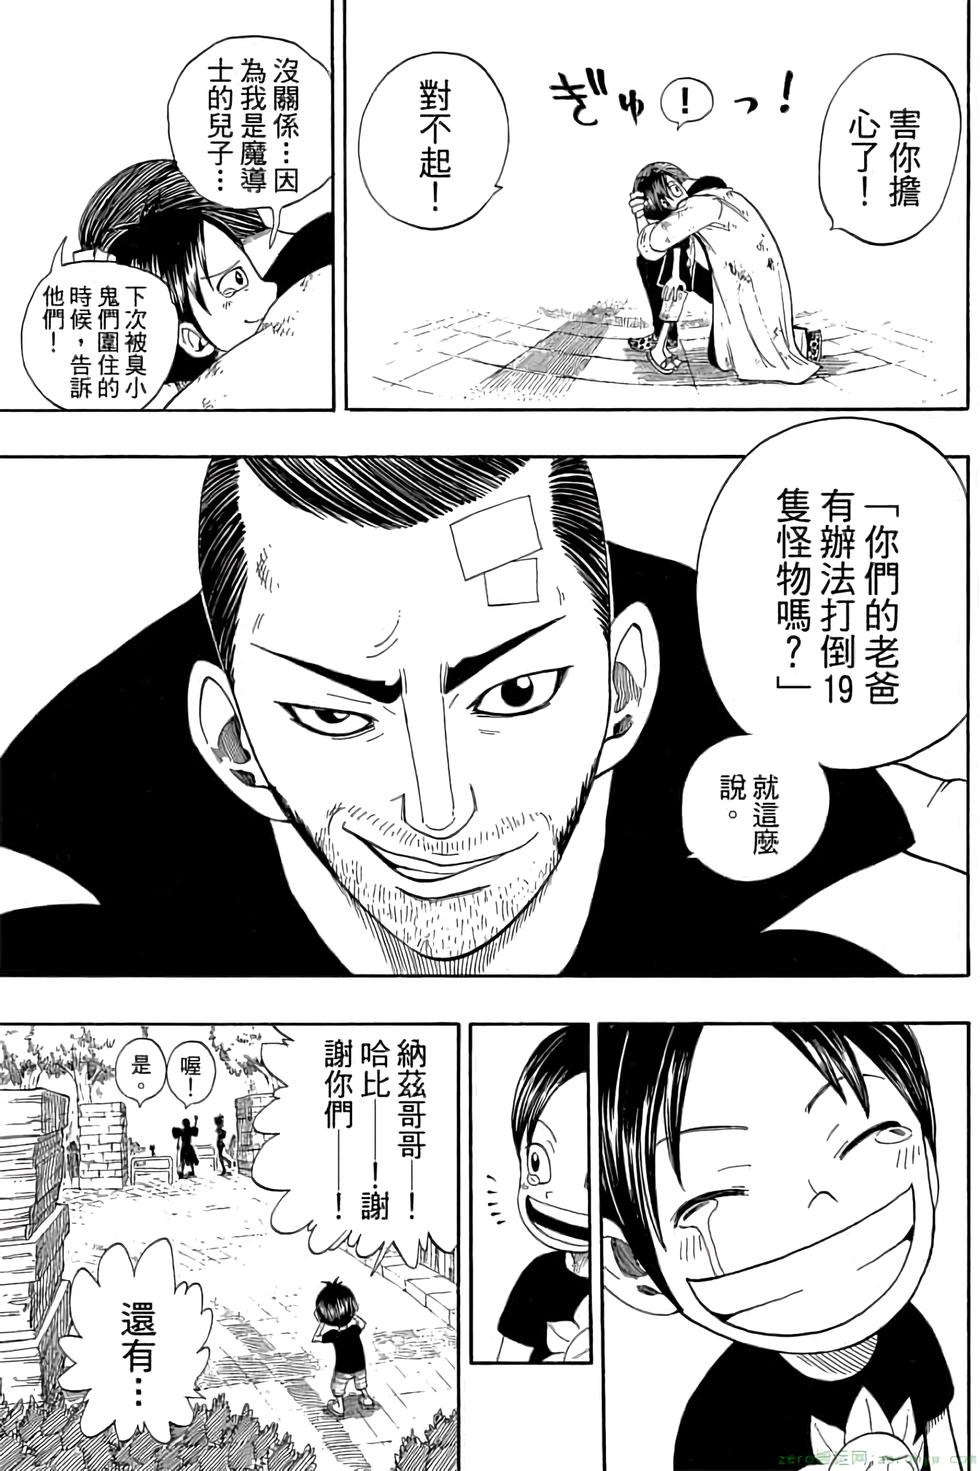 害你擔
心了！
ぎゅっ！
！
對不起！
沒關係…因
為我是魔導
士的兒子…
下次被臭小
鬼們圍住的
時候，告訴
他們！
「你們的老爸
有辦法打倒19
隻怪物嗎？」
就這麼
說。
納茲哥哥——！
哈比——！謝
謝你們——！
喔！
是。
還有…